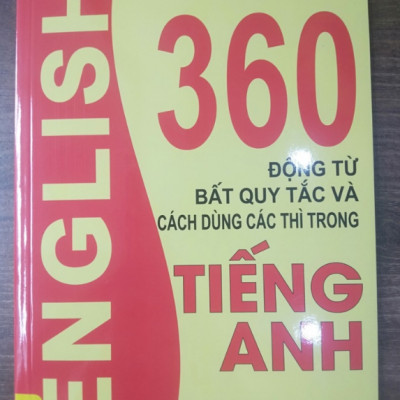 ENGLISH
360
ĐỘNG TỪ
BẤT QUY TẮC VÀ
CÁCH DÙNG CÁC THÌ TRONG
TIẾNG
ANH